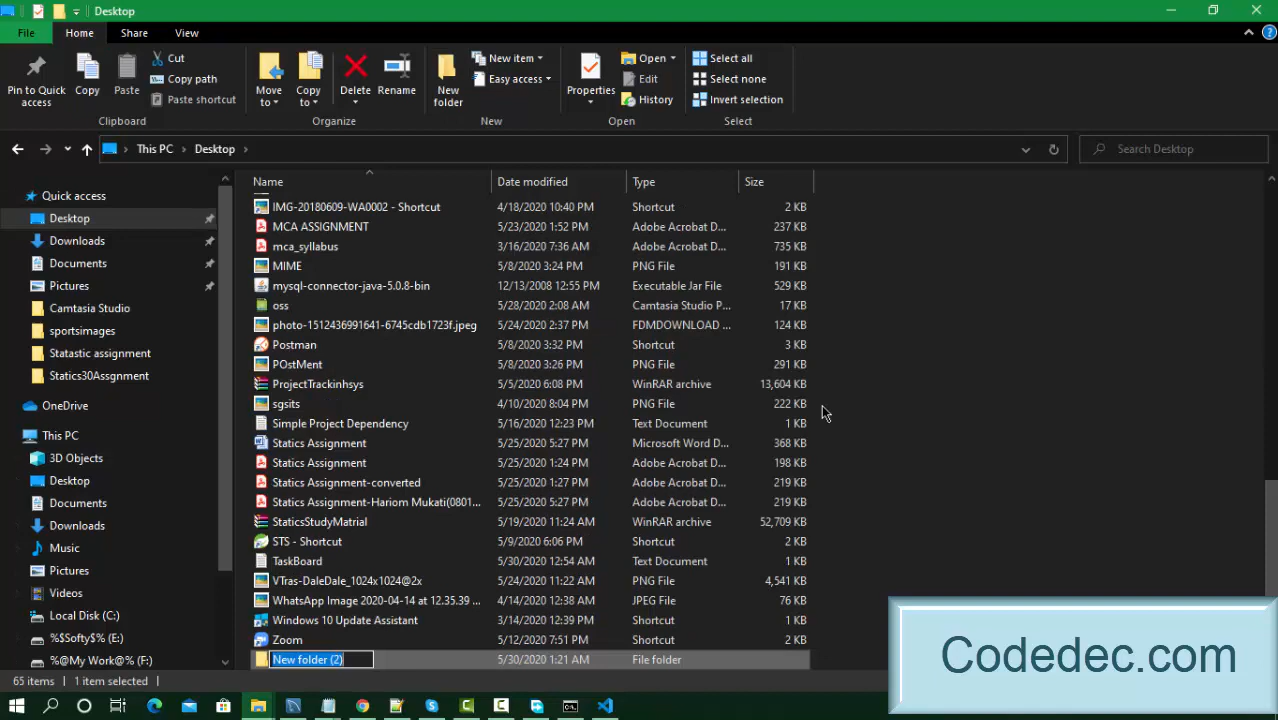 Desktop
File Home Share View
Pin to Quick access
Copy
Paste
Cut
Copy path
Paste shortcut
Clipboard
Move to
Copy to
Delete
Rename
Organize
New folder
New item
Easy access
New
Properties
Open
Edit
History
Open
Select all
Select none
Invert selection
Select
This PC > Desktop >
Search Desktop
Quick access
Desktop
Downloads
Documents
Pictures
Camtasia Studio
sportsimages
Statastic assignment
Statics30Assgnment
OneDrive
This PC
3D Objects
Desktop
Documents
Downloads
Music
Pictures
Videos
Local Disk (C:)
%$Softy$% (E:)
%@My Work@% (F:)
Name Date modified Type Size
IMG-20180609-WA0002 - Shortcut 4/18/2020 10:40 PM Shortcut 2 KB
MCA ASSIGNMENT 5/23/2020 1:52 PM Adobe Acrobat D... 237 KB
mca_syllabus 3/16/2020 7:36 AM Adobe Acrobat D... 735 KB
MIME 5/8/2020 3:24 PM PNG File 191 KB
mysql-connector-java-5.0.8-bin 12/13/2008 12:55 PM Executable Jar File 529 KB
oss 5/28/2020 2:08 AM Camtasia Studio P... 17 KB
photo-1512436991641-6745cdb1723f.jpeg 5/24/2020 2:37 PM FDMDOWNLOAD ... 124 KB
Postman 5/8/2020 3:32 PM Shortcut 3 KB
POstMent 5/8/2020 3:26 PM PNG File 291 KB
ProjectTrackinhsys 5/5/2020 6:08 PM WinRAR archive 13,604 KB
sgsits 4/10/2020 8:04 PM PNG File 222 KB
Simple Project Dependency 5/16/2020 12:23 PM Text Document 1 KB
Statics Assignment 5/25/2020 5:27 PM Microsoft Word D... 368 KB
Statics Assignment 5/25/2020 1:24 PM Adobe Acrobat D... 198 KB
Statics Assignment-converted 5/25/2020 1:27 PM Adobe Acrobat D... 219 KB
Statics Assignment-Hariom Mukati(0801... 5/25/2020 5:27 PM Adobe Acrobat D... 219 KB
StaticsStudyMatrial 5/19/2020 11:24 AM WinRAR archive 52,709 KB
STS - Shortcut 5/9/2020 6:06 PM Shortcut 2 KB
TaskBoard 5/30/2020 12:54 AM Text Document 1 KB
VTras-DaleDale_1024x1024@2x 5/24/2020 11:22 AM PNG File 4,541 KB
WhatsApp Image 2020-04-14 at 12.35.39 ... 4/14/2020 12:38 AM JPEG File 76 KB
Windows 10 Update Assistant 3/14/2020 12:39 PM Shortcut 1 KB
Zoom 5/12/2020 7:51 PM Shortcut 2 KB
New folder (2) 5/30/2020 1:21 AM File folder
65 items 1 item selected
Codedec.com